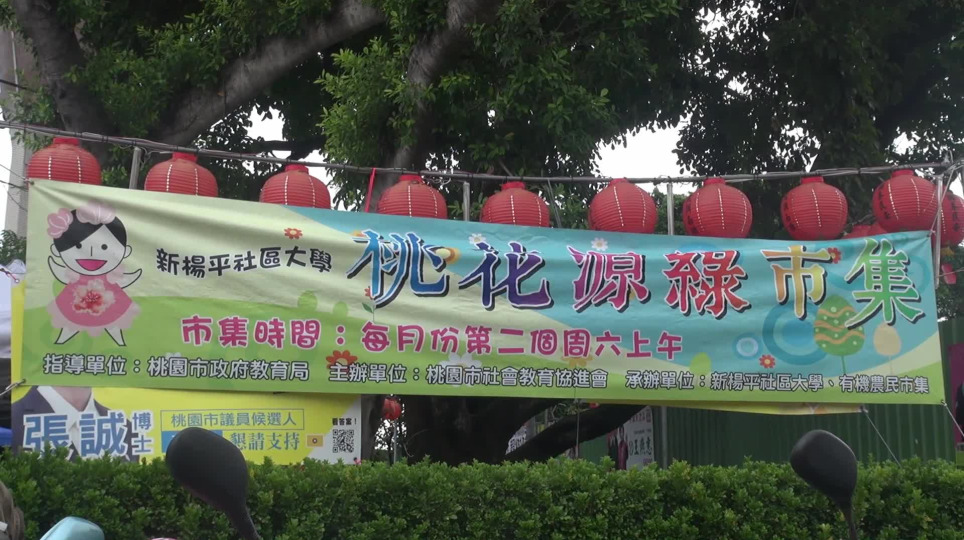 新楊平社區大學 桃花源綠市集
市集時間：每月份第二個周六上午
指導單位：桃園市政府教育局 主辦單位：桃園市社會教育協進會 承辦單位：新楊平社區大學、有機農民市集
張誠博士
桃園市議員候選人
懇請支持
看答案!